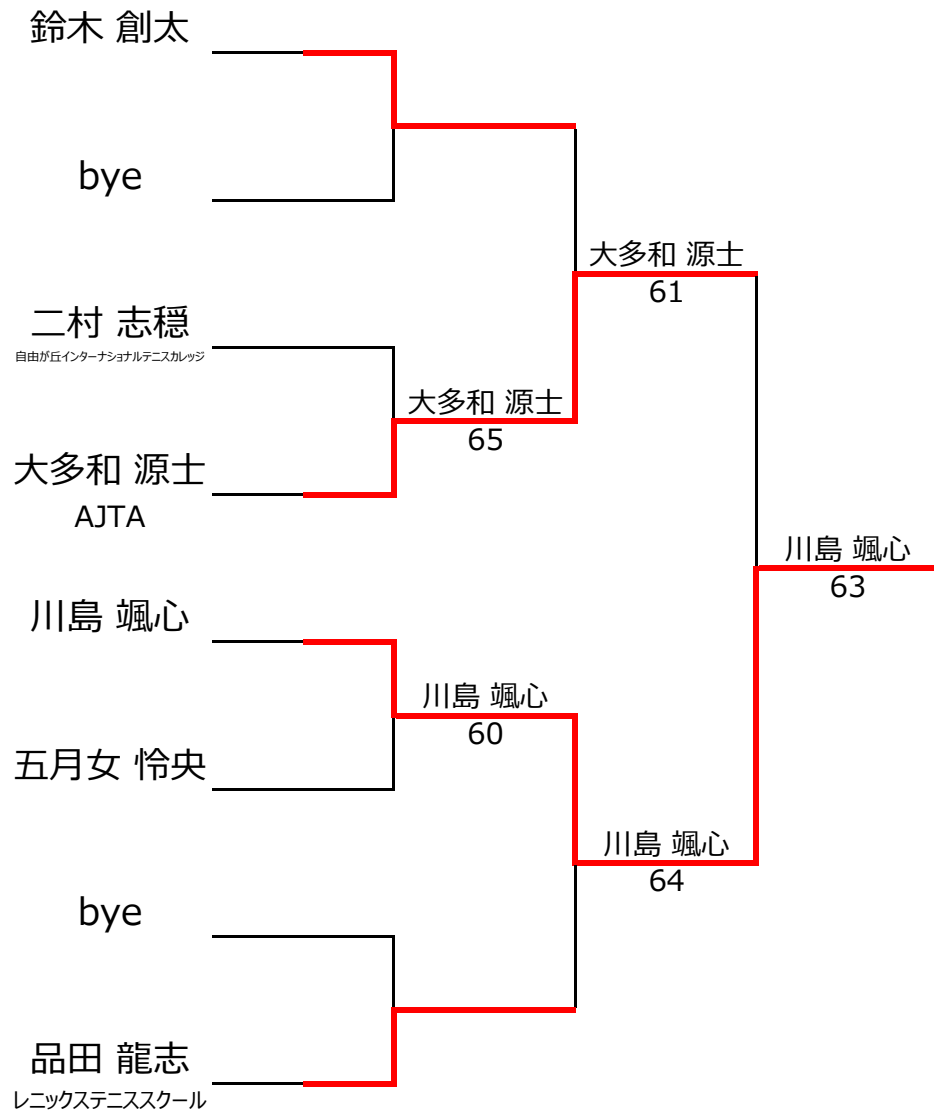 鈴木 創太
bye
二村 志穏
自由が丘インターナショナルテニスカレッジ
大多和 源士
AJTA
川島 颯心
五月女 怜央
bye
品田 龍志
レニックステニススクール
大多和 源士
65
川島 颯心
60
大多和 源士
61
川島 颯心
64
川島 颯心
63